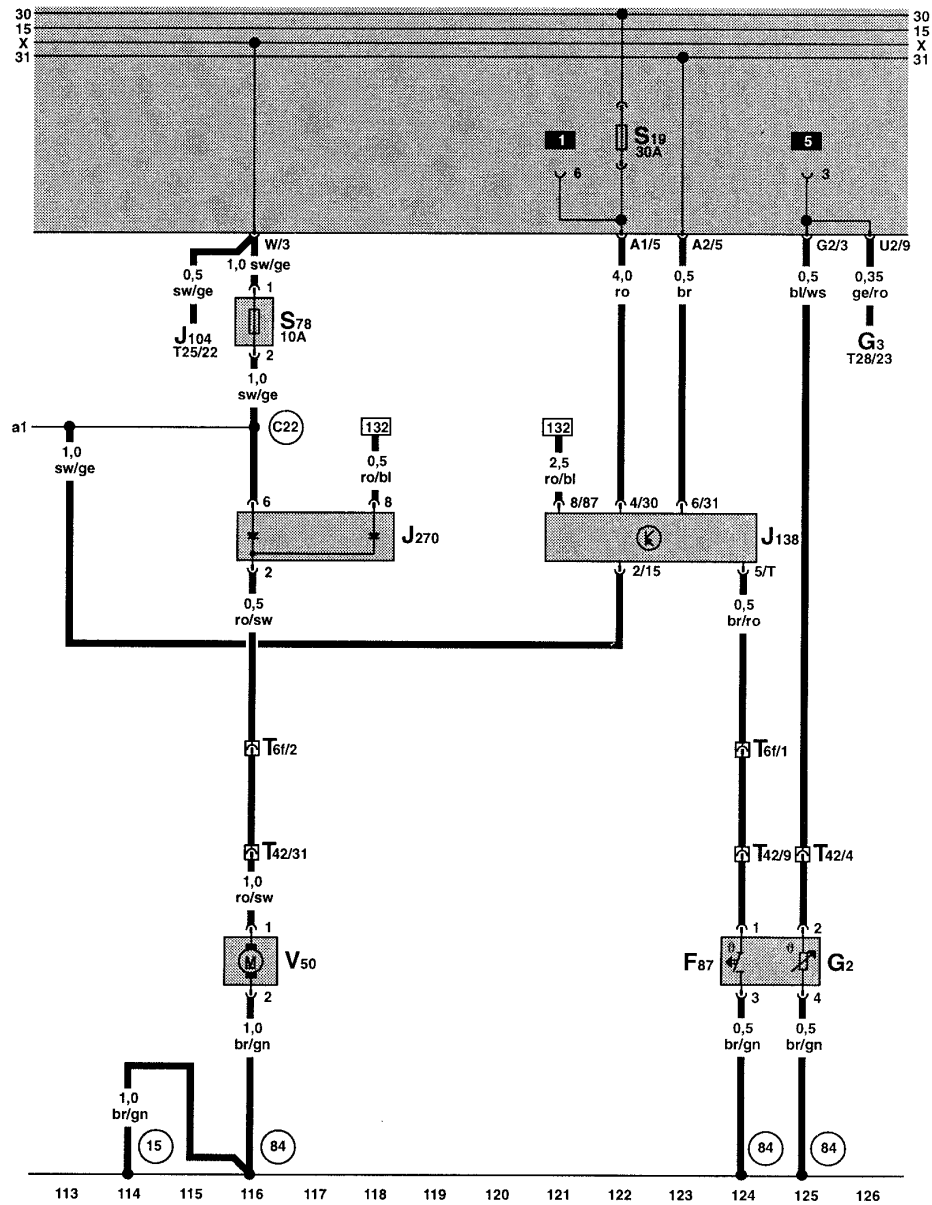 30 30
15 15
X X
31 31
1 S19 5
30A
6 3
W/3 A1/5 A2/5 G2/3 U2/9
0,5 1,0 sw/ge 4,0 0,5 0,5 0,35
sw/ge ro br bl/ws ge/ro
1
J104 S78 G3
T25/22 10A T28/23
2
1,0
sw/ge
a1 C22 132 132
1,0 0,5 2,5
sw/ge ro/bl ro/bl
6 8 8/87 4/30 6/31
J270 J138
2 2/15 5/T
0,5 0,5
ro/sw br/ro
T6f/2 T6f/1
T42/31 T42/9 T42/4
1,0
ro/sw
1 1 2
θ θ
M V50 F87 G2
2 3 4
1,0 0,5 0,5
br/gn br/gn br/gn
1,0
br/gn
15 84 84 84
113 114 115 116 117 118 119 120 121 122 123 124 125 126